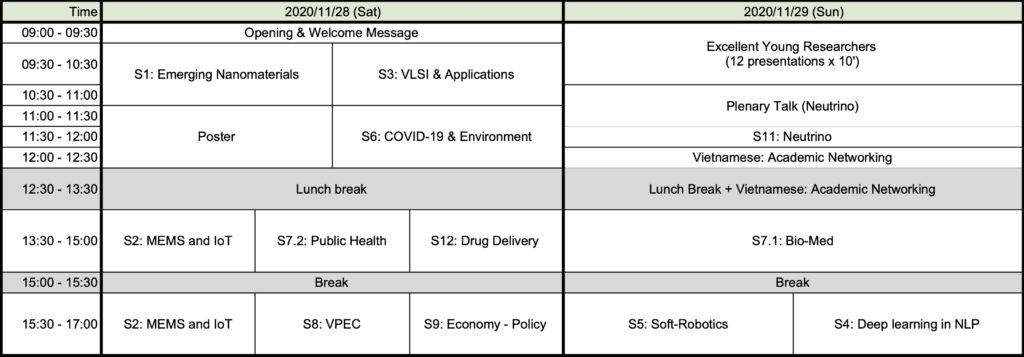 Time 2020/11/28 (Sat) 2020/11/29 (Sun)
09:00 - 09:30 Opening & Welcome Message
Excellent Young Researchers
(12 presentations x 10')
09:30 - 10:30
S1: Emerging Nanomaterials S3: VLSI & Applications
10:30 - 11:00
Plenary Talk (Neutrino)
11:00 - 11:30
11:30 - 12:00 Poster S6: COVID-19 & Environment S11: Neutrino
12:00 - 12:30 Vietnamese: Academic Networking
12:30 - 13:30 Lunch break Lunch Break + Vietnamese: Academic Networking
13:30 - 15:00 S2: MEMS and IoT S7.2: Public Health S12: Drug Delivery S7.1: Bio-Med
15:00 - 15:30 Break Break
15:30 - 17:00 S2: MEMS and IoT S8: VPEC S9: Economy - Policy S5: Soft-Robotics S4: Deep learning in NLP